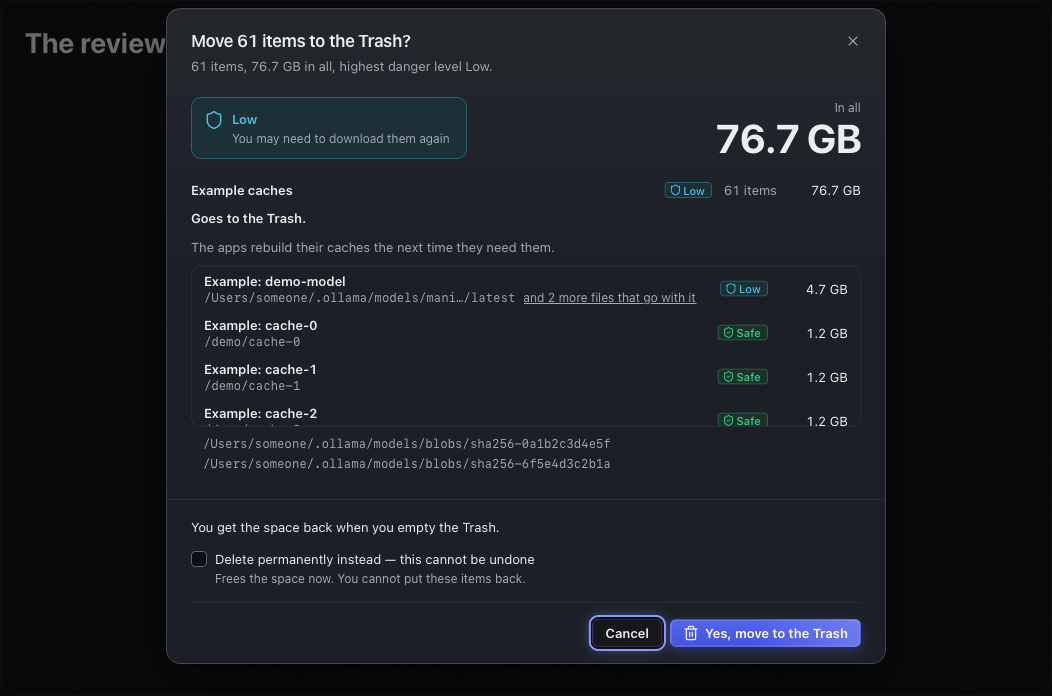 The review
Move 61 items to the Trash?
61 items, 76.7 GB in all, highest danger level Low.
Low
You may need to download them again
In all
76.7 GB
Example caches
Low
61 items
76.7 GB
Goes to the Trash.
The apps rebuild their caches the next time they need them.
Example: demo-model
/Users/someone/.ollama/models/mani…/latest and 2 more files that go with it
Low
4.7 GB
Example: cache-0
/demo/cache-0
Safe
1.2 GB
Example: cache-1
/demo/cache-1
Safe
1.2 GB
Example: cache-2
Safe
1.2 GB
/Users/someone/.ollama/models/blobs/sha256-0a1b2c3d4e5f
/Users/someone/.ollama/models/blobs/sha256-6f5e4d3c2b1a
You get the space back when you empty the Trash.
Delete permanently instead — this cannot be undone
Frees the space now. You cannot put these items back.
Cancel
Yes, move to the Trash